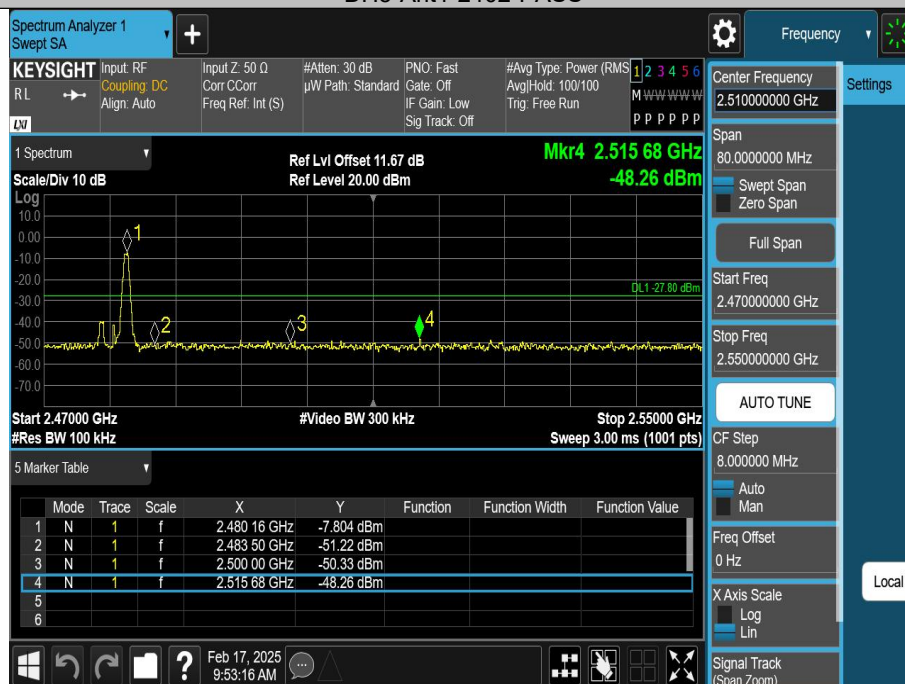 Spectrum Analyzer 1
Swept SA
Frequency
KEYSIGHT
RL
LXI
Input: RF
Coupling: DC
Align: Auto
Input Z: 50 Ω
Corr CCorr
Freq Ref: Int (S)
#Atten: 30 dB
µW Path: Standard
PNO: Fast
Gate: Off
IF Gain: Low
Sig Track: Off
#Avg Type: Power (RMS
Avg|Hold: 100/100
Trig: Free Run
1 2 3 4 5 6
M W W W W W
P P P P P P
1 Spectrum
Scale/Div 10 dB
Ref Lvl Offset 11.67 dB
Ref Level 20.00 dBm
Mkr4 2.515 68 GHz
-48.26 dBm
Log
10.0
0.00
-10.0
-20.0
-30.0
-40.0
-50.0
-60.0
-70.0
1
2
3
4
DL1 -27.80 dBm
Start 2.47000 GHz
#Res BW 100 kHz
#Video BW 300 kHz
Stop 2.55000 GHz
Sweep 3.00 ms (1001 pts)
5 Marker Table
Mode Trace Scale X Y Function Function Width Function Value
1 N 1 f 2.480 16 GHz -7.804 dBm
2 N 1 f 2.483 50 GHz -51.22 dBm
3 N 1 f 2.500 00 GHz -50.33 dBm
4 N 1 f 2.515 68 GHz -48.26 dBm
5
6
Feb 17, 2025
9:53:16 AM
Center Frequency
2.510000000 GHz
Settings
Span
80.0000000 MHz
Swept Span
Zero Span
Full Span
Start Freq
2.470000000 GHz
Stop Freq
2.550000000 GHz
AUTO TUNE
CF Step
8.000000 MHz
Auto
Man
Freq Offset
0 Hz
Local
X Axis Scale
Log
Lin
Signal Track
(Span Zoom)